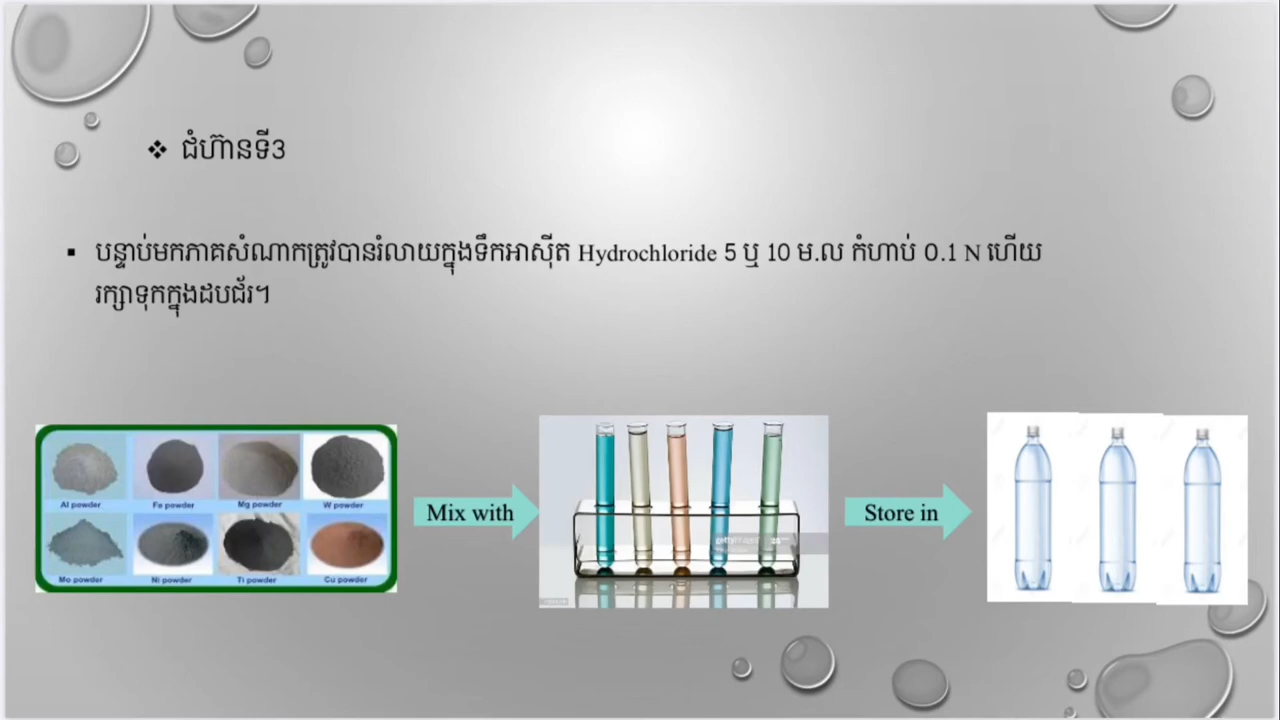 ❖ ជំហ៊ានទី3
▪ បន្ទាប់មកភាគសំណាកត្រូវបានរំលាយក្នុងទឹកអាស៊ីត Hydrochloride 5 ឬ 10 ម.ល កំហាប់ 0.1 N ហើយ
រក្សាទុកក្នុងដបជ័រ។
Al powder Fe powder Mg powder W powder
Mo powder Ni powder Ti powder Cu powder
Mix with
gettyimages
Store in